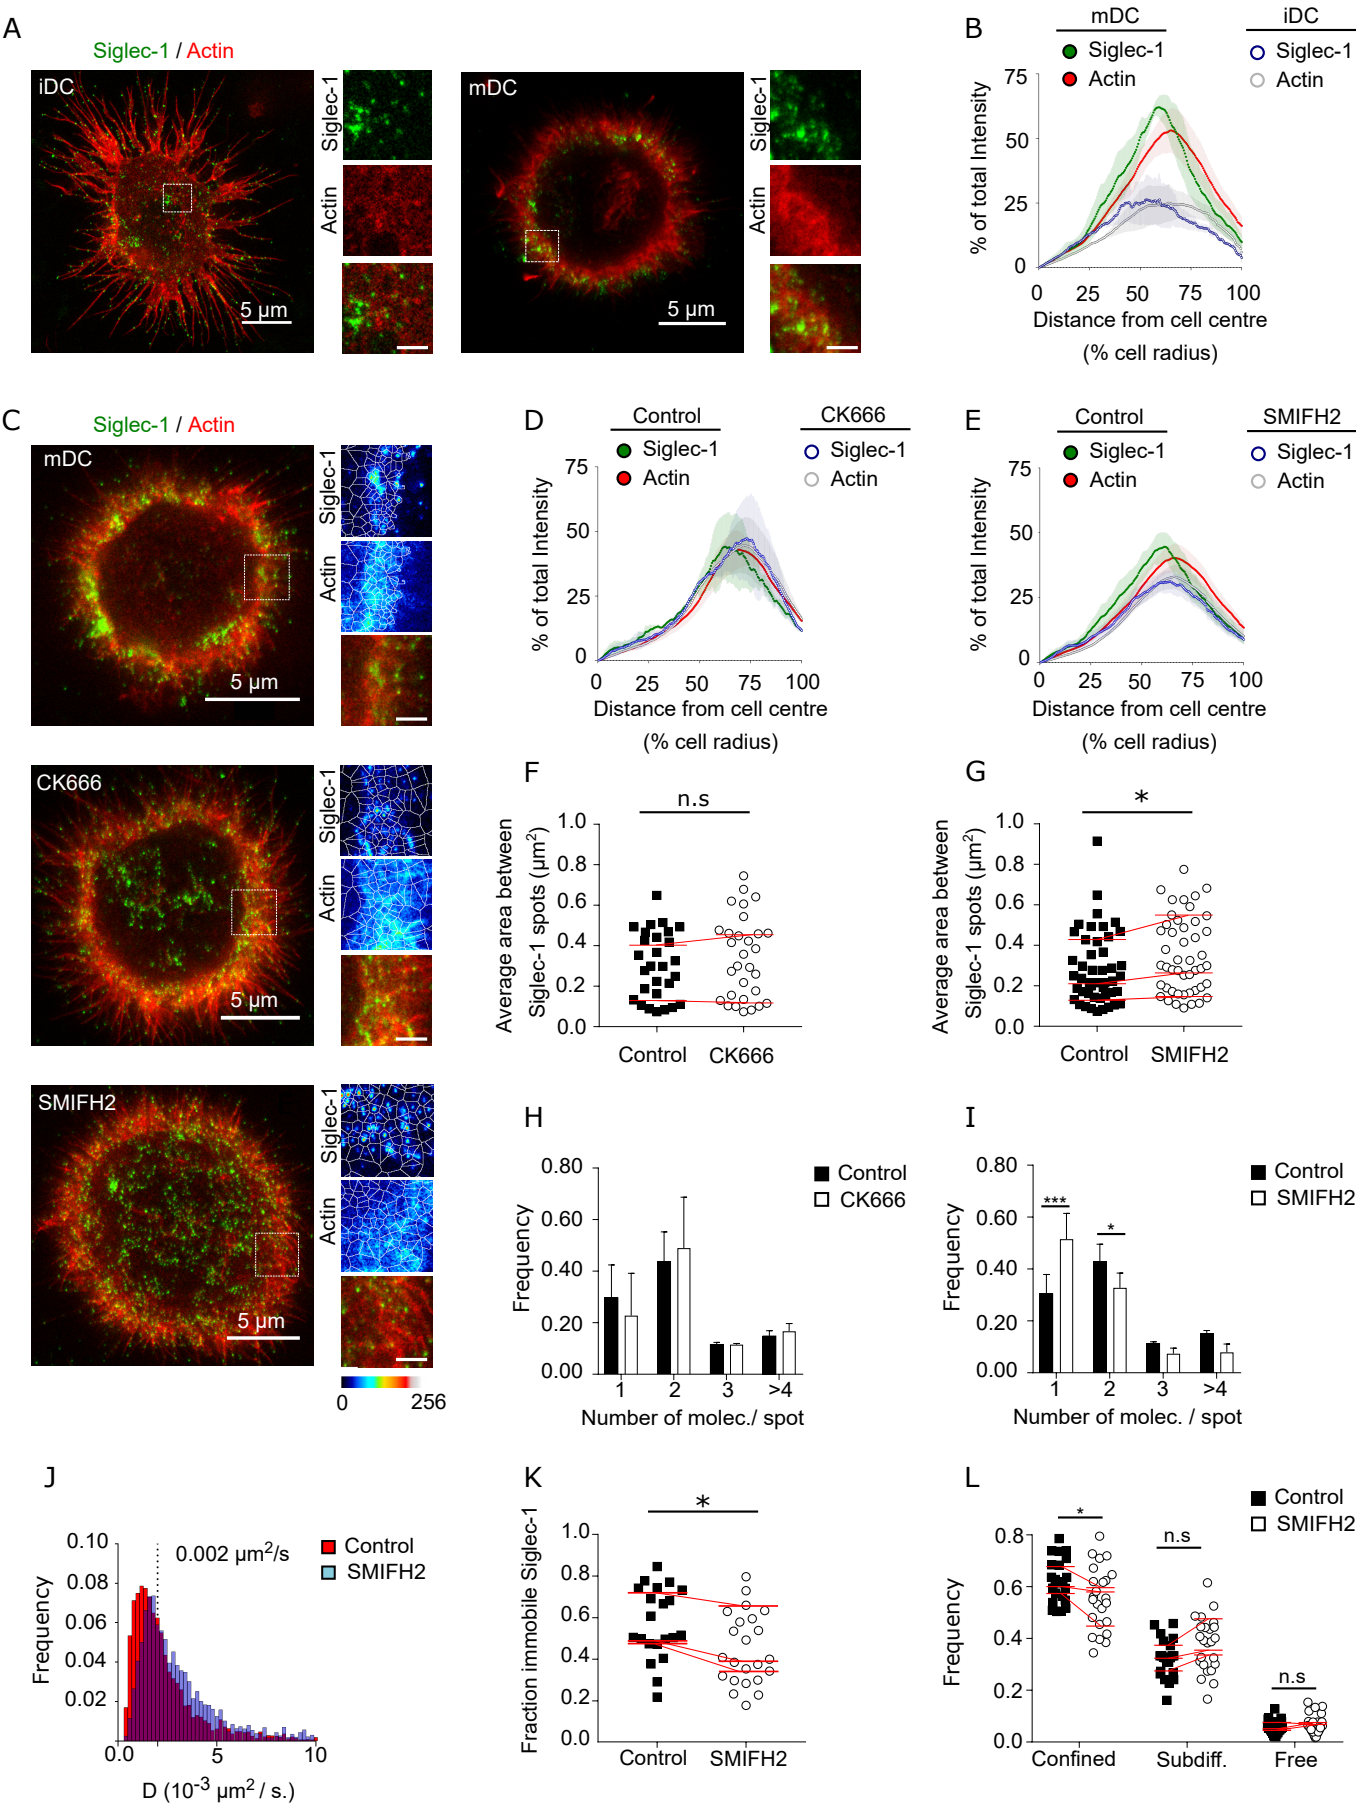 A
Siglec-1 / Actin
iDC
5 µm
Siglec-1
Actin
mDC
5 µm
Siglec-1
Actin
B
mDC
iDC
Siglec-1
Siglec-1
Actin
Actin
% of total Intensity
75
50
25
0
0 25 50 75 100
Distance from cell centre
(% cell radius)
C
Siglec-1 / Actin
mDC
5 µm
Siglec-1
Actin
CK666
5 µm
Siglec-1
Actin
SMIFH2
5 µm
Siglec-1
Actin
0 256
D
Control
CK666
Siglec-1
Siglec-1
Actin
Actin
% of total Intensity
75
50
25
0
0 25 50 75 100
Distance from cell centre
(% cell radius)
E
Control
SMIFH2
Siglec-1
Siglec-1
Actin
Actin
% of total Intensity
75
50
25
0
0 25 50 75 100
Distance from cell centre
(% cell radius)
F
n.s
Average area between
Siglec-1 spots (µm²)
1.0
0.8
0.6
0.4
0.2
0.0
Control CK666
G
*
Average area between
Siglec-1 spots (µm²)
1.0
0.8
0.6
0.4
0.2
0.0
Control SMIFH2
H
Control
CK666
Frequency
0.80
0.60
0.40
0.20
0.00
1 2 3 >4
Number of molec./ spot
I
Control
SMIFH2
***
*
Frequency
0.80
0.60
0.40
0.20
0.00
1 2 3 >4
Number of molec./ spot
J
0.002 µm²/s
Control
SMIFH2
Frequency
0.10
0.08
0.06
0.04
0.02
0.0 5 10
D (10⁻³ µm² / s.)
K
*
Fraction immobile Siglec-1
1.0
0.8
0.6
0.4
0.2
0.0
Control SMIFH2
L
Control
SMIFH2
*
n.s
n.s
Frequency
0.8
0.6
0.4
0.2
0.0
Confined Subdiff. Free